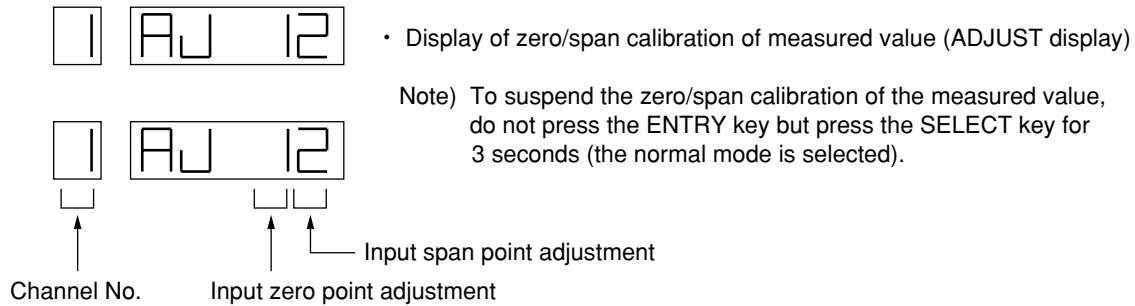 1 AJ 12
・ Display of zero/span calibration of measured value (ADJUST display)
Note) To suspend the zero/span calibration of the measured value,
do not press the ENTRY key but press the SELECT key for
3 seconds (the normal mode is selected).
1 AJ 12
Input span point adjustment
Channel No. Input zero point adjustment